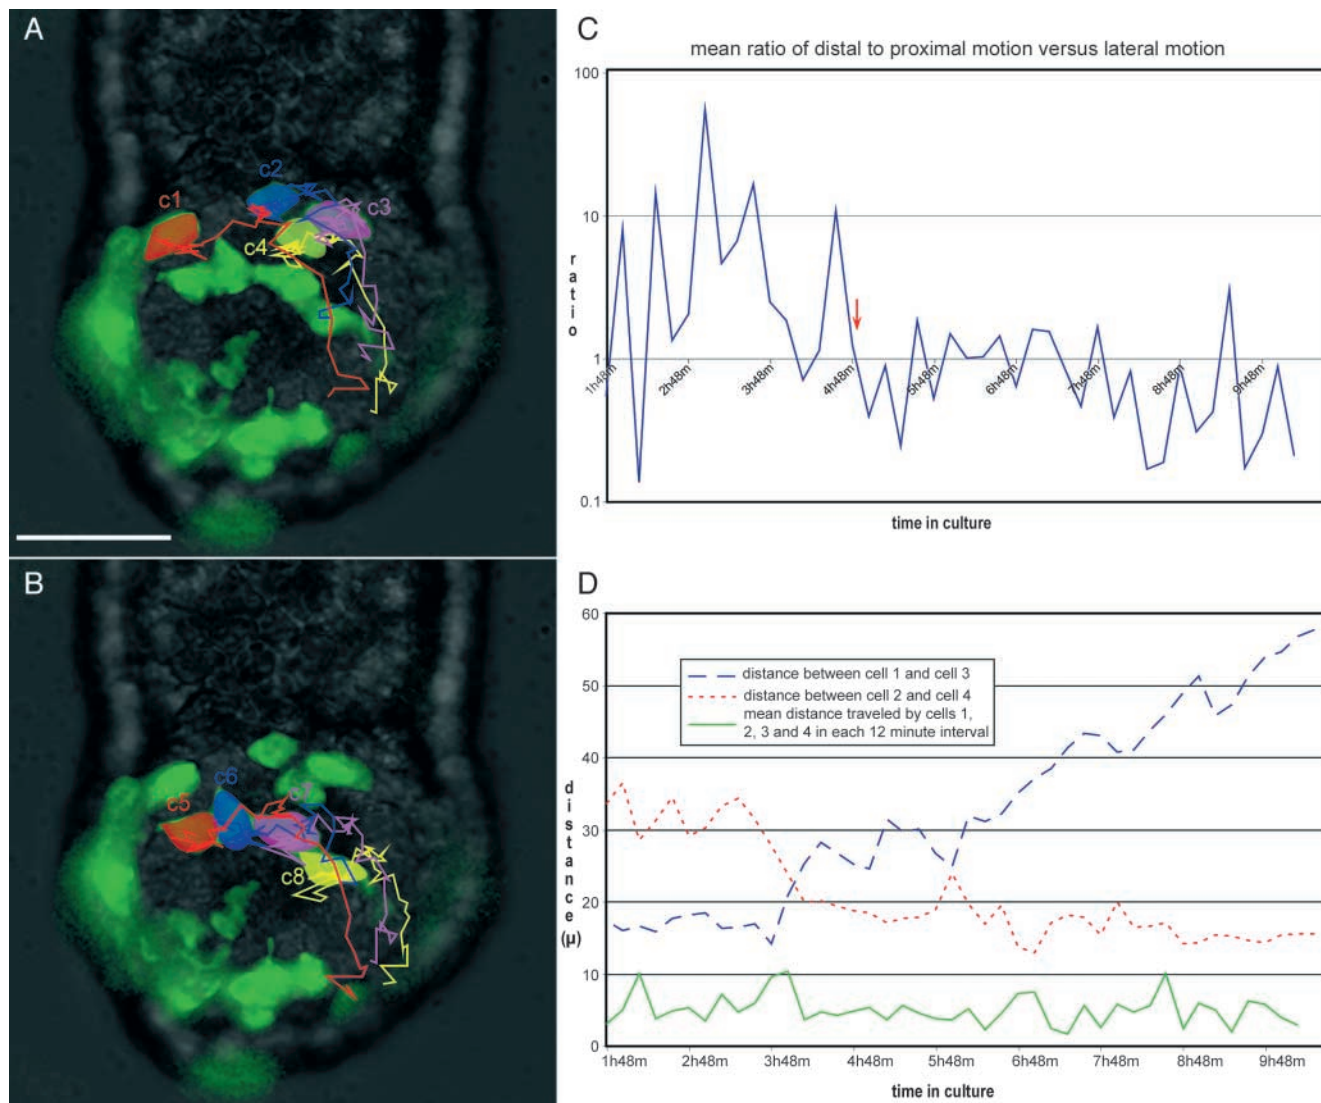 A
c1
c2
c3
c4
B
c5
c6
c7
c8
C
mean ratio of distal to proximal motion versus lateral motion
100
10
1
0.1
ratio
1h48m
2h48m
3h48m
4h48m
5h48m
6h48m
7h48m
8h48m
9h48m
time in culture
D
60
50
40
30
20
10
0
distance
(µ)
distance between cell 1 and cell 3
distance between cell 2 and cell 4
mean distance traveled by cells 1,
2, 3 and 4 in each 12 minute interval
1h48m
2h48m
3h48m
4h48m
5h48m
6h48m
7h48m
8h48m
9h48m
time in culture